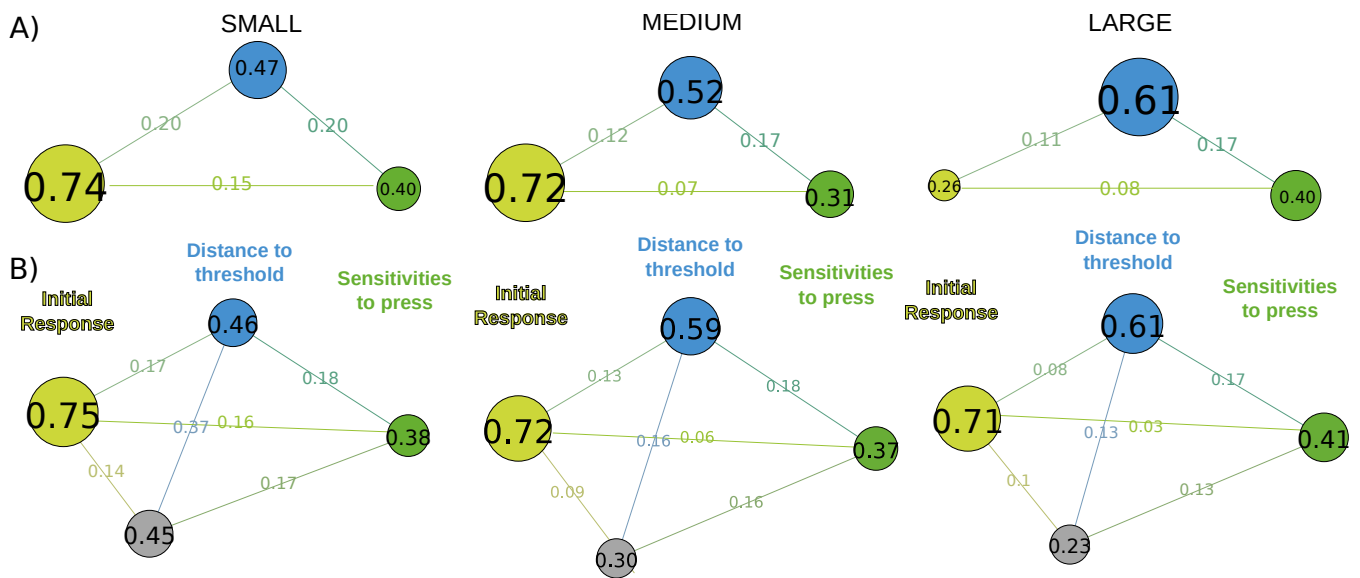 A)
SMALL
MEDIUM
LARGE
0.47
0.20
0.20
0.74
0.15
0.40
0.52
0.12
0.17
0.72
0.07
0.31
0.61
0.11
0.17
0.26
0.08
0.40
B)
Distance to
threshold
Initial
Response
Sensitivities
to press
0.46
0.17
0.18
0.75
0.37
0.16
0.38
0.14
0.17
0.45
Distance to
threshold
Initial
Response
Sensitivities
to press
0.59
0.13
0.18
0.72
0.16
0.06
0.37
0.09
0.16
0.30
Distance to
threshold
Initial
Response
Sensitivities
to press
0.61
0.08
0.17
0.71
0.13
0.03
0.41
0.1
0.13
0.23